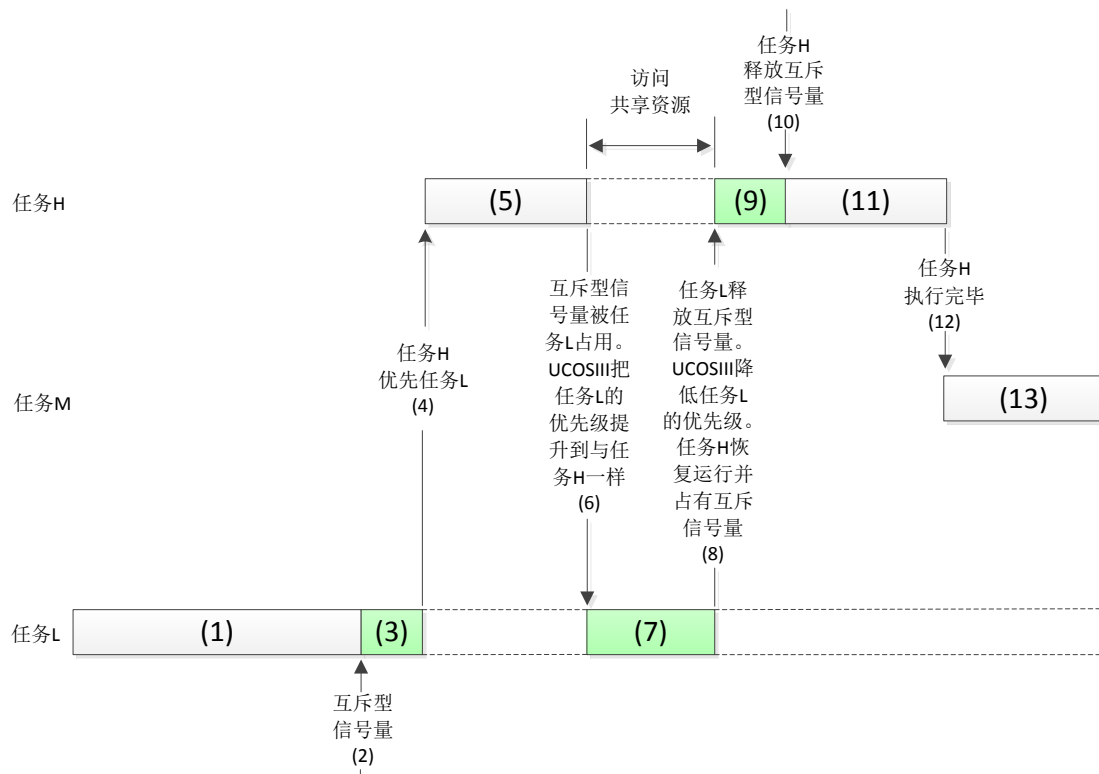 任务H
释放互斥
型信号量
(10)
访问
共享资源
任务H
(5)
(9)
(11)
任务H
优先任务L
(4)
互斥型信
号量被任
务L占用。
UCOSIII把
任务L的
优先级提
升到与任
务H一样
(6)
任务L释
放互斥型
信号量。
UCOSIII降
低任务L
的优先级。
任务H恢
复运行并
占有互斥
信号量
(8)
任务H
执行完毕
(12)
任务M
(13)
任务L
(1)
(3)
(7)
互斥型
信号量
(2)